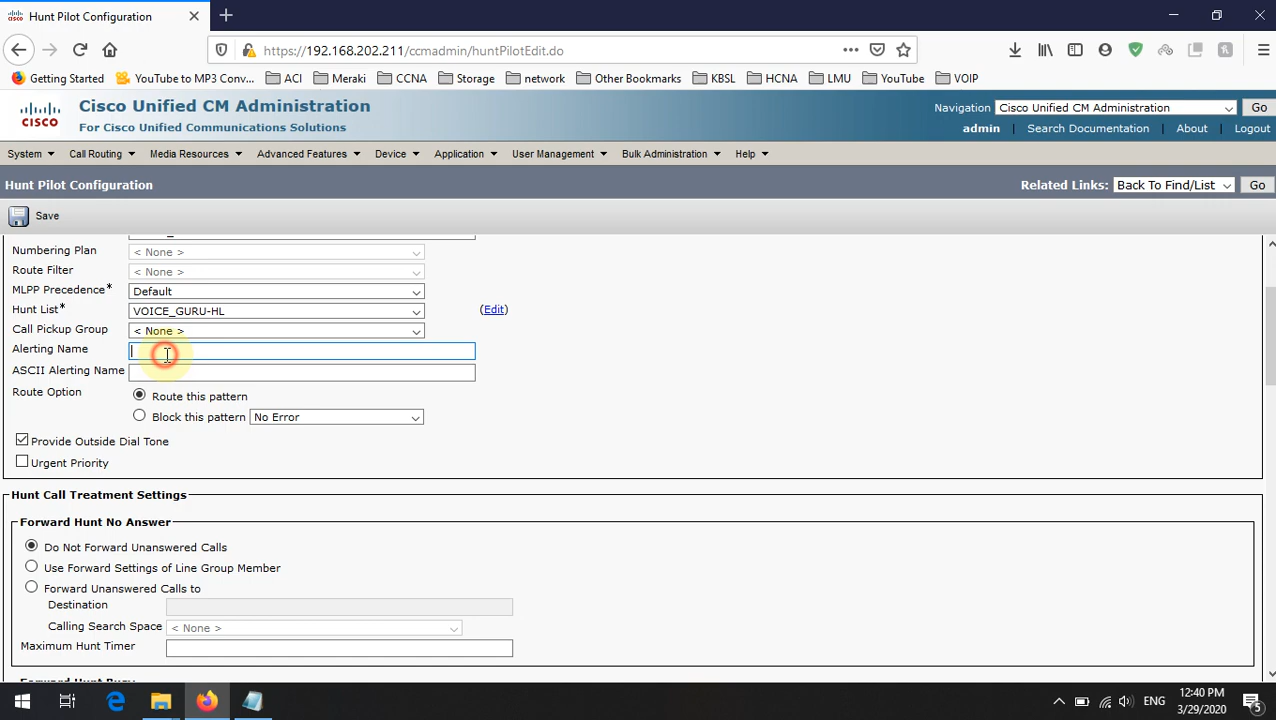 Hunt Pilot Configuration
https://192.168.202.211/ccmadmin/huntPilotEdit.do
Getting Started
YouTube to MP3 Conv...
ACI
Meraki
CCNA
Storage
network
Other Bookmarks
KBSL
HCNA
LMU
YouTube
VOIP
CISCO
Cisco Unified CM Administration
For Cisco Unified Communications Solutions
Navigation Cisco Unified CM Administration Go
admin | Search Documentation | About | Logout
System Call Routing Media Resources Advanced Features Device Application User Management Bulk Administration Help
Hunt Pilot Configuration
Related Links: Back To Find/List Go
Save
Numbering Plan < None >
Route Filter < None >
MLPP Precedence* Default
Hunt List* VOICE_GURU-HL (Edit)
Call Pickup Group < None >
Alerting Name
ASCII Alerting Name
Route Option Route this pattern
Block this pattern No Error
Provide Outside Dial Tone
Urgent Priority
Hunt Call Treatment Settings
Forward Hunt No Answer
Do Not Forward Unanswered Calls
Use Forward Settings of Line Group Member
Forward Unanswered Calls to
Destination
Calling Search Space < None >
Maximum Hunt Timer
Forward Hunt Busy
ENG
12:40 PM
3/29/2020
5